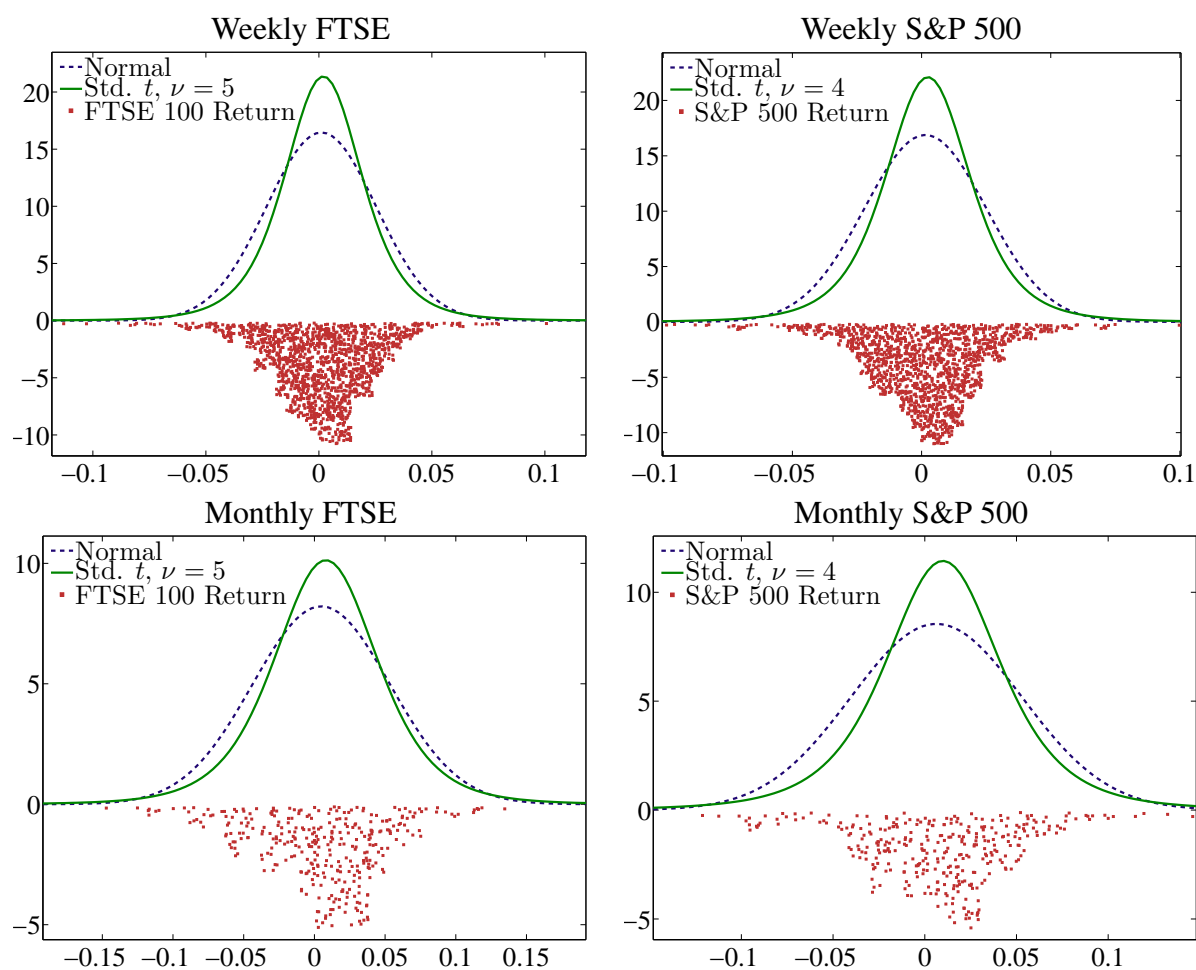 Weekly FTSE
Normal
Std. t, ν = 5
FTSE 100 Return
20
15
10
5
0
−5
−10
−0.1 −0.05 0 0.05 0.1
Weekly S&P 500
Normal
Std. t, ν = 4
S&P 500 Return
20
15
10
5
0
−5
−10
−0.1 −0.05 0 0.05 0.1
Monthly FTSE
Normal
Std. t, ν = 5
FTSE 100 Return
10
5
0
−5
−0.15 −0.1 −0.05 0 0.05 0.1 0.15
Monthly S&P 500
Normal
Std. t, ν = 4
S&P 500 Return
10
5
0
−5
−0.1 −0.05 0 0.05 0.1